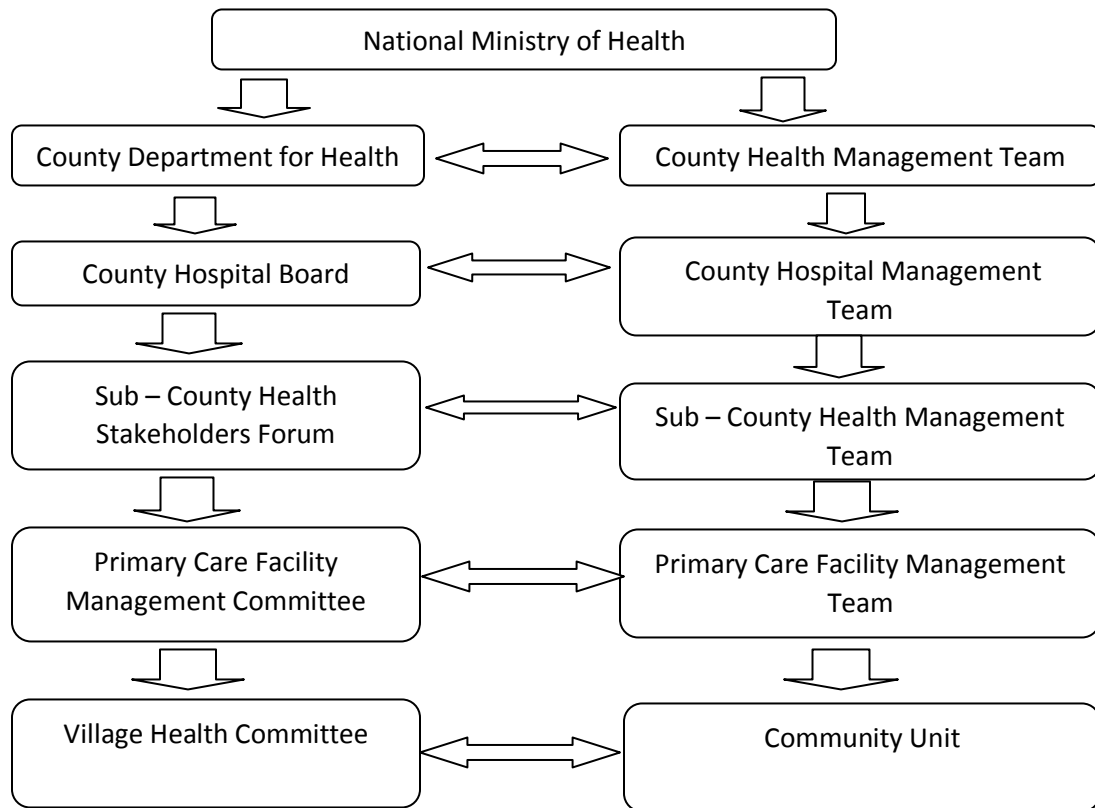 National Ministry of Health
County Department for Health
County Health Management Team
County Hospital Board
County Hospital Management
Team
Sub – County Health
Stakeholders Forum
Sub – County Health Management
Team
Primary Care Facility
Management Committee
Primary Care Facility Management
Team
Village Health Committee
Community Unit